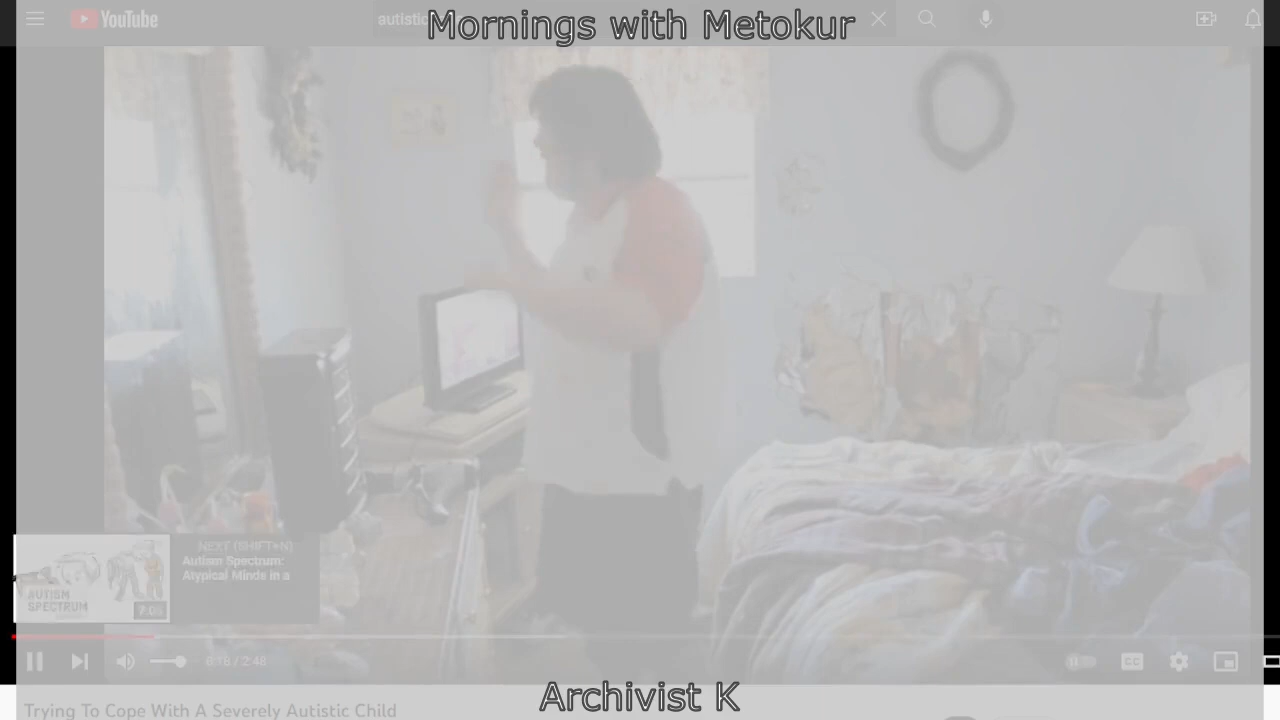 YouTube
autistic
Mornings with Metokur
NEXT (SHIFT+N)
Autism Spectrum:
Atypical Minds in a
AUTISM
SPECTRUM
7:05
0:18 / 2:48
CC
Archivist K
Trying To Cope With A Severely Autistic Child